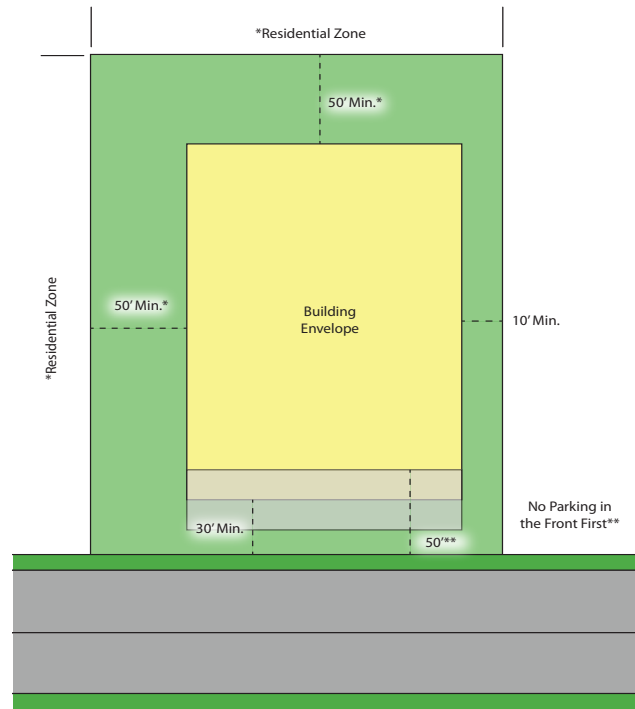 *Residential Zone
50' Min.*
*Residential Zone
50' Min.*
Building
Envelope
10' Min.
No Parking in
the Front First**
30' Min.
50'**